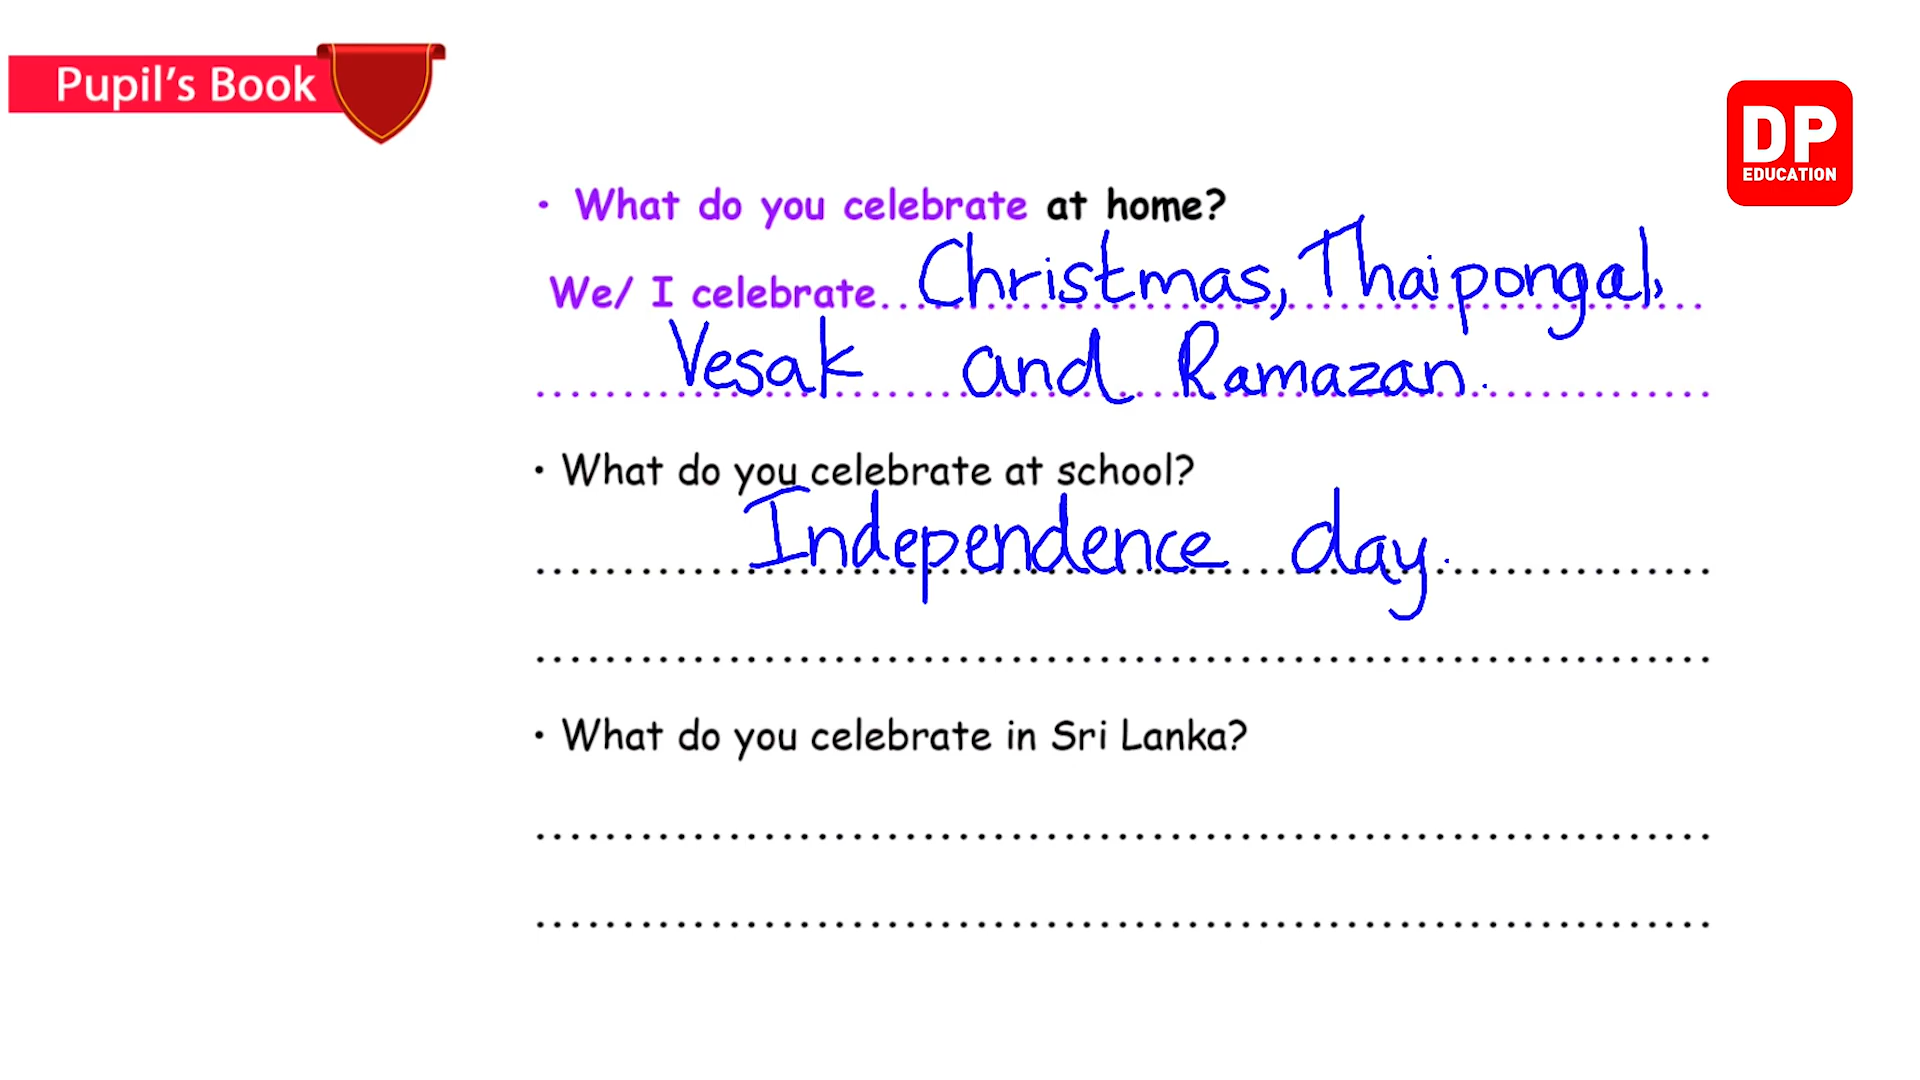 Pupil's Book
DP
EDUCATION
• What do you celebrate at home?
We/ I celebrate Christmas, Thaipongal,
Vesak and Ramazan.
• What do you celebrate at school?
Independence day.
• What do you celebrate in Sri Lanka?